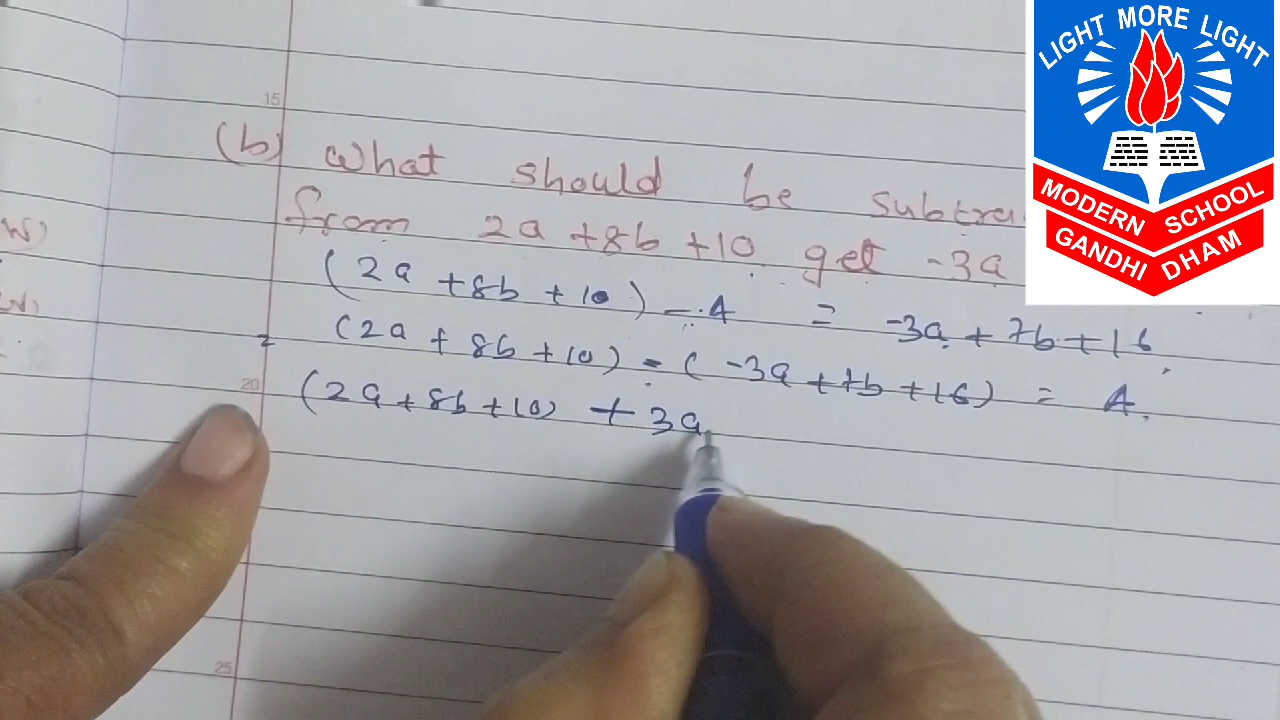 LIGHT MORE LIGHT
MODERN SCHOOL
GANDHI DHAM
15
(b) What should be subtra
from 2a + 8b + 10 get -3a
(2a + 8b + 10) - A = -3a + 7b + 16
(2a + 8b + 10) - (-3a + 7b + 16) = A.
20
(2a + 8b + 10) + 3a
25